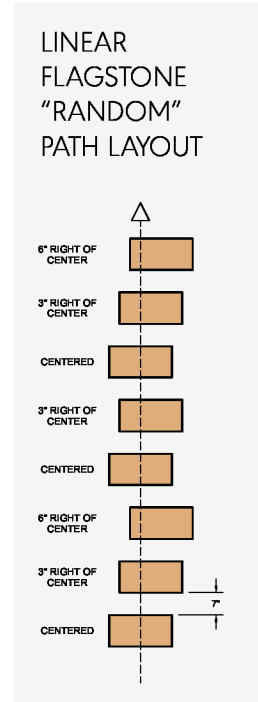 LINEAR
FLAGSTONE
“RANDOM”
PATH LAYOUT
6" RIGHT OF
CENTER
3" RIGHT OF
CENTER
CENTERED
3" RIGHT OF
CENTER
CENTERED
6" RIGHT OF
CENTER
3" RIGHT OF
CENTER
7"
CENTERED